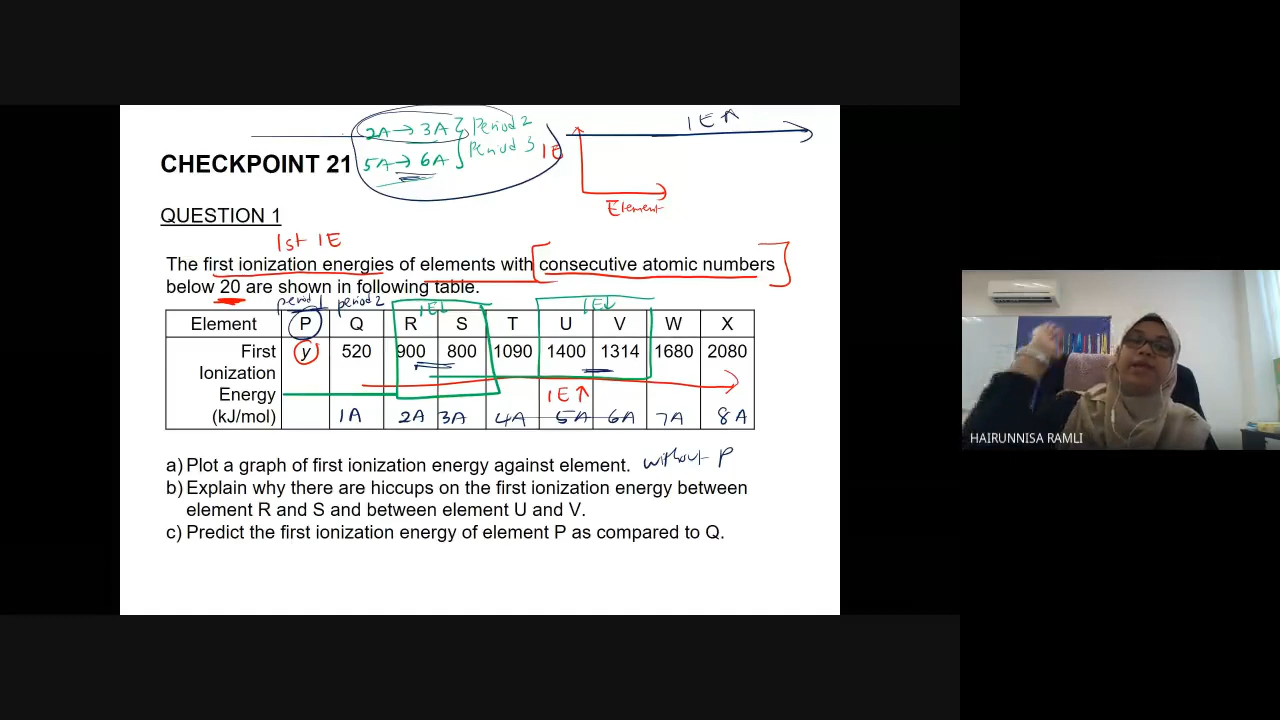 2A → 3A } Period 2
5A → 6A } Period 3
IE
IE
Element
CHECKPOINT 21
QUESTION 1
1st IE
The first ionization energies of elements with [consecutive atomic numbers]
below 20 are shown in following table.
period 1 period 2 IE↓ IE↓
Element P Q R S T U V W X
First y 520 900 800 1090 1400 1314 1680 2080
Ionization
Energy IE↑
(kJ/mol) 1A 2A 3A 4A 5A 6A 7A 8A
a) Plot a graph of first ionization energy against element. without P
b) Explain why there are hiccups on the first ionization energy between
element R and S and between element U and V.
c) Predict the first ionization energy of element P as compared to Q.
HAIRUNNISA RAMLI